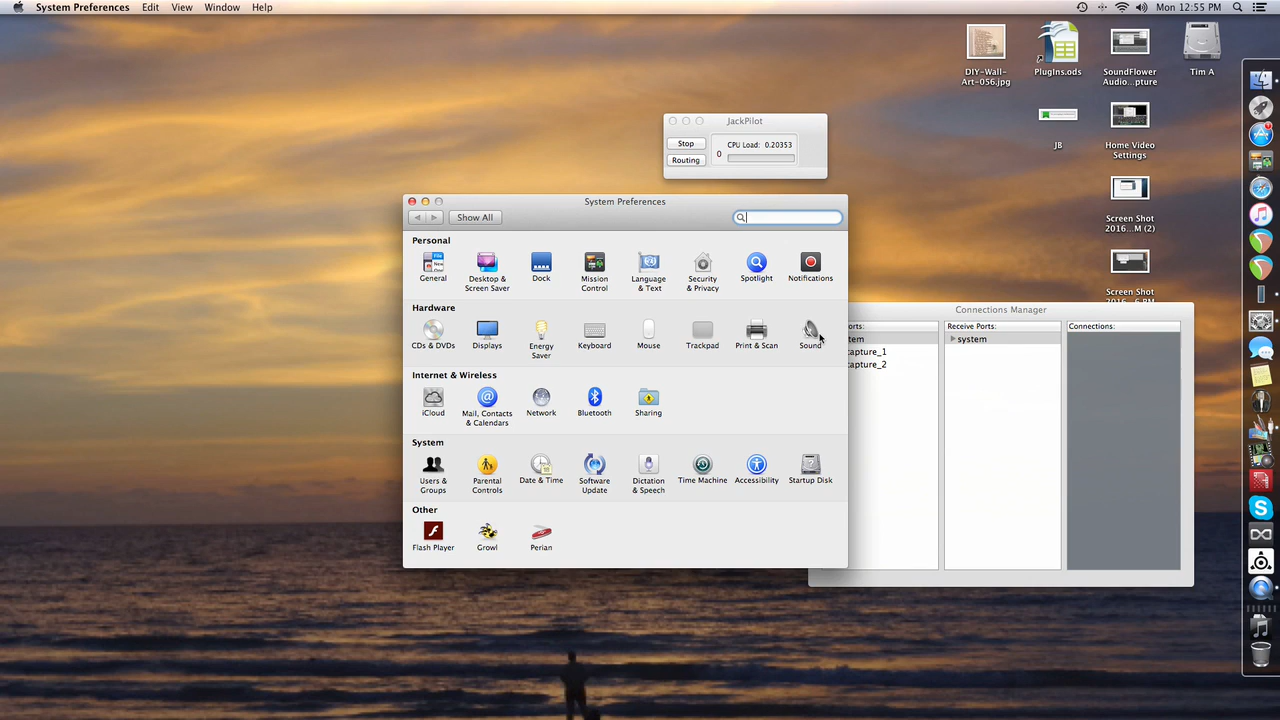 System Preferences Edit View Window Help
Mon 12:55 PM
DIY-Wall-
Art-056.jpg
PlugIns.ods
SoundFlower
Audio...pture
Tim A
JB
Home Video
Settings
Screen Shot
2016...M (2)
Screen Shot
JackPilot
Stop
Routing
0
CPU Load: 0.20353
System Preferences
Show All
Personal
General
Desktop &
Screen Saver
Dock
Mission
Control
Language
& Text
Security
& Privacy
Spotlight
Notifications
Hardware
CDs & DVDs
Displays
Energy
Saver
Keyboard
Mouse
Trackpad
Print & Scan
Sound
Internet & Wireless
iCloud
Mail, Contacts
& Calendars
Network
Bluetooth
Sharing
System
Users &
Groups
Parental
Controls
Date & Time
Software
Update
Dictation
& Speech
Time Machine
Accessibility
Startup Disk
Other
Flash Player
Growl
Perian
Connections Manager
orts:
tem
capture_1
capture_2
Receive Ports:
system
Connections: